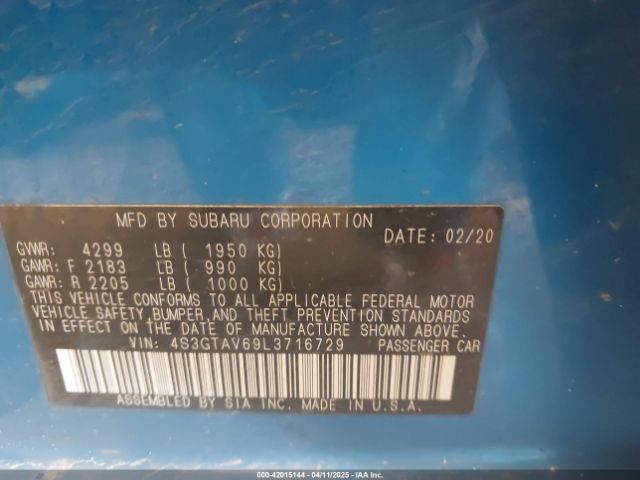 MFD BY SUBARU CORPORATION
DATE: 02/20
GVWR: 4299 LB ( 1950 KG)
GAWR: F 2183 LB ( 990 KG)
GAWR: R 2205 LB ( 1000 KG)
THIS VEHICLE CONFORMS TO ALL APPLICABLE FEDERAL MOTOR
VEHICLE SAFETY,BUMPER,AND THEFT PREVENTION STANDARDS
IN EFFECT ON THE DATE OF MANUFACTURE SHOWN ABOVE.
VIN: 4S3GTAV69L3716729 PASSENGER CAR
ASSEMBLED BY SIA INC. MADE IN U.S.A.
000-42015144 - 04/11/2025 - IAA Inc.